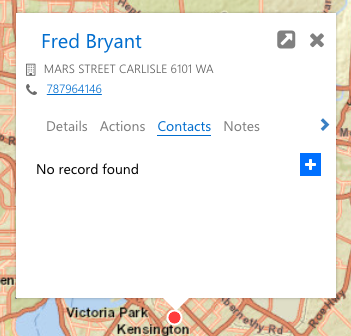 Fred Bryant
MARS STREET CARLISLE 6101 WA
787964146
Details Actions Contacts Notes
No record found
Victoria Park
Kensington